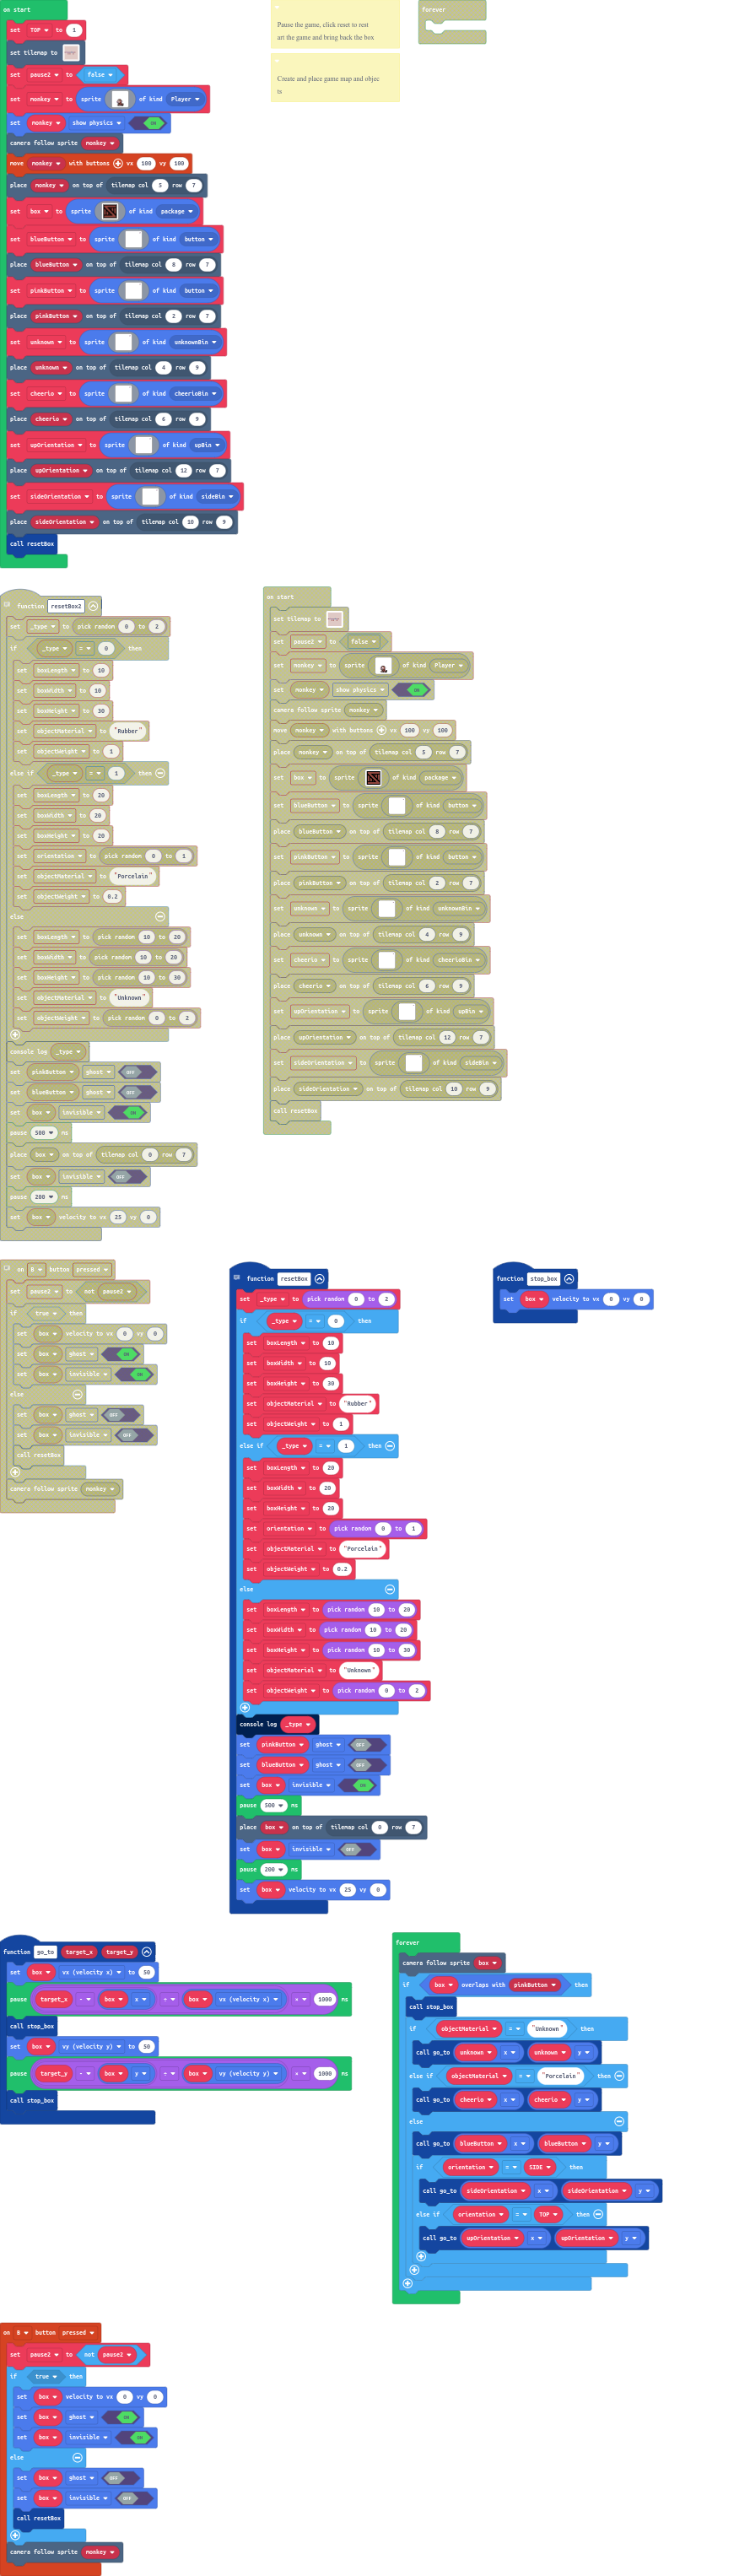 on start
set TOP to 1
set tilemap to
set pause2 to false
set monkey to sprite of kind Player
set monkey show physics ON
camera follow sprite monkey
move monkey with buttons vx 100 vy 100
place monkey on top of tilemap col 5 row 7
set box to sprite of kind package
set blueButton to sprite of kind button
place blueButton on top of tilemap col 8 row 7
set pinkButton to sprite of kind button
place pinkButton on top of tilemap col 2 row 7
set unknown to sprite of kind unknownBin
place unknown on top of tilemap col 4 row 9
set cheerio to sprite of kind cheerioBin
place cheerio on top of tilemap col 6 row 9
set upOrientation to sprite of kind upBin
place upOrientation on top of tilemap col 12 row 7
set sideOrientation to sprite of kind sideBin
place sideOrientation on top of tilemap col 10 row 9
call resetBox
Pause the game, click reset to rest
art the game and bring back the box
Create and place game map and objec
ts
forever
function resetBox2
set _type to pick random 0 to 2
if _type = 0 then
set boxLength to 10
set boxWidth to 10
set boxHeight to 30
set objectMaterial to "Rubber"
set objectWeight to 1
else if _type = 1 then
set boxLength to 20
set boxWidth to 20
set boxHeight to 20
set orientation to pick random 0 to 1
set objectMaterial to "Porcelain"
set objectWeight to 0.2
else
set boxLength to pick random 10 to 20
set boxWidth to pick random 10 to 20
set boxHeight to pick random 10 to 30
set objectMaterial to "Unknown"
set objectWeight to pick random 0 to 2
console log _type
set pinkButton ghost OFF
set blueButton ghost OFF
set box invisible ON
pause 500 ms
place box on top of tilemap col 0 row 7
set box invisible OFF
pause 200 ms
set box velocity to vx 25 vy 0
on start
set tilemap to
set pause2 to false
set monkey to sprite of kind Player
set monkey show physics ON
camera follow sprite monkey
move monkey with buttons vx 100 vy 100
place monkey on top of tilemap col 5 row 7
set box to sprite of kind package
set blueButton to sprite of kind button
place blueButton on top of tilemap col 8 row 7
set pinkButton to sprite of kind button
place pinkButton on top of tilemap col 2 row 7
set unknown to sprite of kind unknownBin
place unknown on top of tilemap col 4 row 9
set cheerio to sprite of kind cheerioBin
place cheerio on top of tilemap col 6 row 9
set upOrientation to sprite of kind upBin
place upOrientation on top of tilemap col 12 row 7
set sideOrientation to sprite of kind sideBin
place sideOrientation on top of tilemap col 10 row 9
call resetBox
on B button pressed
set pause2 to not pause2
if true then
set box velocity to vx 0 vy 0
set box ghost ON
set box invisible ON
else
set box ghost OFF
set box invisible OFF
call resetBox
camera follow sprite monkey
function resetBox
set _type to pick random 0 to 2
if _type = 0 then
set boxLength to 10
set boxWidth to 10
set boxHeight to 30
set objectMaterial to "Rubber"
set objectWeight to 1
else if _type = 1 then
set boxLength to 20
set boxWidth to 20
set boxHeight to 20
set orientation to pick random 0 to 1
set objectMaterial to "Porcelain"
set objectWeight to 0.2
else
set boxLength to pick random 10 to 20
set boxWidth to pick random 10 to 20
set boxHeight to pick random 10 to 30
set objectMaterial to "Unknown"
set objectWeight to pick random 0 to 2
console log _type
set pinkButton ghost OFF
set blueButton ghost OFF
set box invisible ON
pause 500 ms
place box on top of tilemap col 0 row 7
set box invisible OFF
pause 200 ms
set box velocity to vx 25 vy 0
function stop_box
set box velocity to vx 0 vy 0
function go_to target_x target_y
set box vx (velocity x) to 50
pause target_x - box x ÷ box vx (velocity x) × 1000 ms
call stop_box
set box vy (velocity y) to 50
pause target_y - box y ÷ box vy (velocity y) × 1000 ms
call stop_box
forever
camera follow sprite box
if box overlaps with pinkButton then
call stop_box
if objectMaterial = "Unknown" then
call go_to unknown x unknown y
else if objectMaterial = "Porcelain" then
call go_to cheerio x cheerio y
else
call go_to blueButton x blueButton y
if orientation = SIDE then
call go_to sideOrientation x sideOrientation y
else if orientation = TOP then
call go_to upOrientation x upOrientation y
on B button pressed
set pause2 to not pause2
if true then
set box velocity to vx 0 vy 0
set box ghost ON
set box invisible ON
else
set box ghost OFF
set box invisible OFF
call resetBox
camera follow sprite monkey